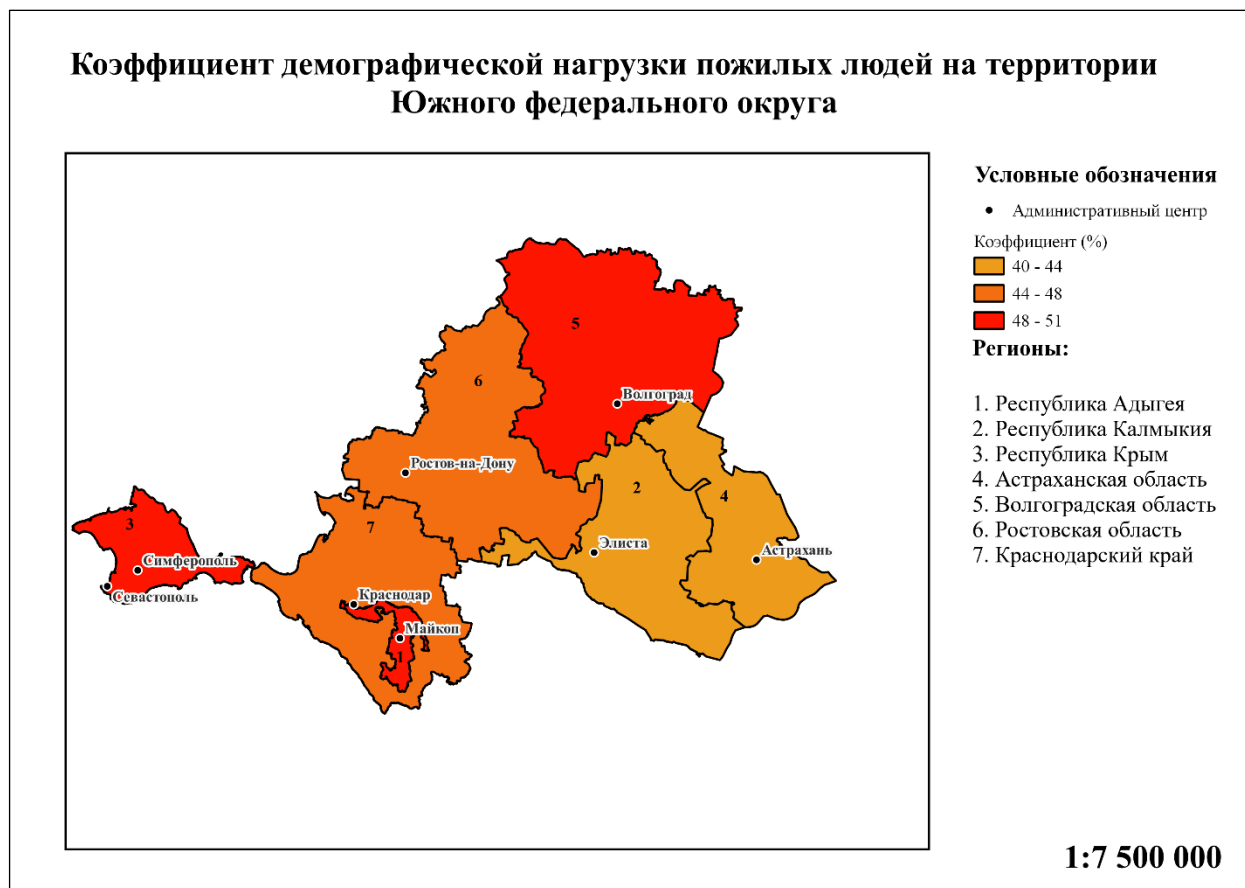 Коэффициент демографической нагрузки пожилых людей на территории
Южного федерального округа
Условные обозначения
Административный центр
Коэффициент (%)
40 - 44
44 - 48
48 - 51
Регионы:
1. Республика Адыгея
2. Республика Калмыкия
3. Республика Крым
4. Астраханская область
5. Волгоградская область
6. Ростовская область
7. Краснодарский край
5
6
Волгоград
Ростов-на-Дону
2
4
3
7
Элиста
Астрахань
Симферополь
Севастополь
Краснодар
Майкоп
1
1:7 500 000